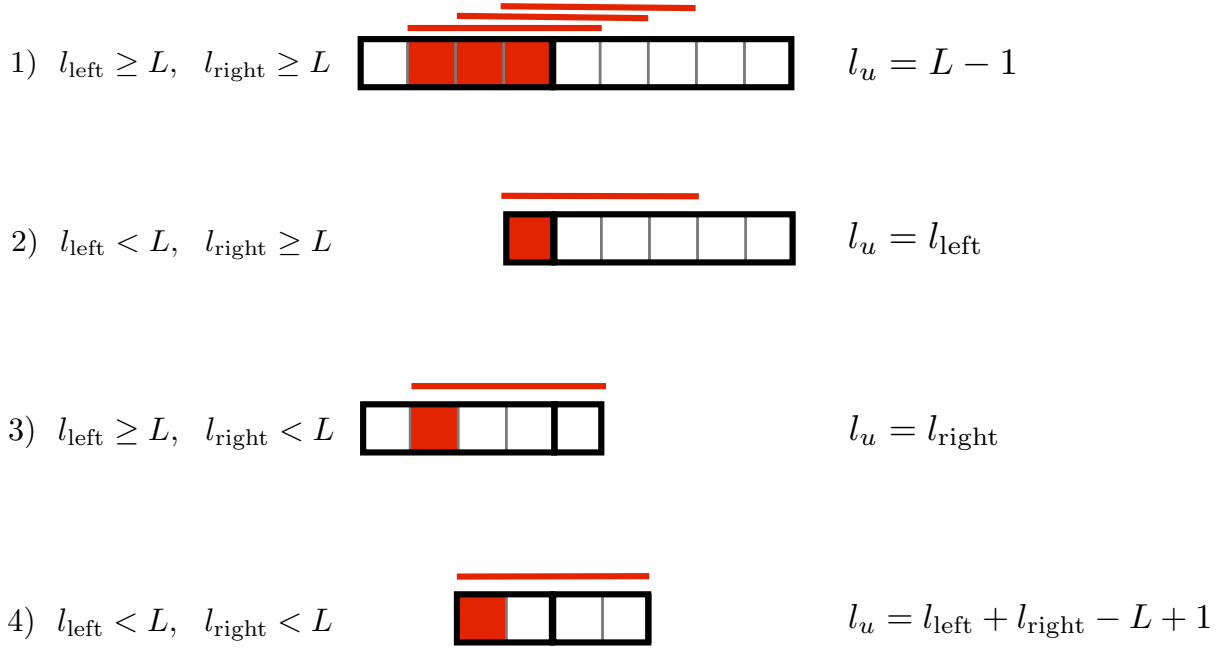 1) l_left ≥ L, l_right ≥ L l_u = L − 1
2) l_left < L, l_right ≥ L l_u = l_left
3) l_left ≥ L, l_right < L l_u = l_right
4) l_left < L, l_right < L l_u = l_left + l_right − L + 1